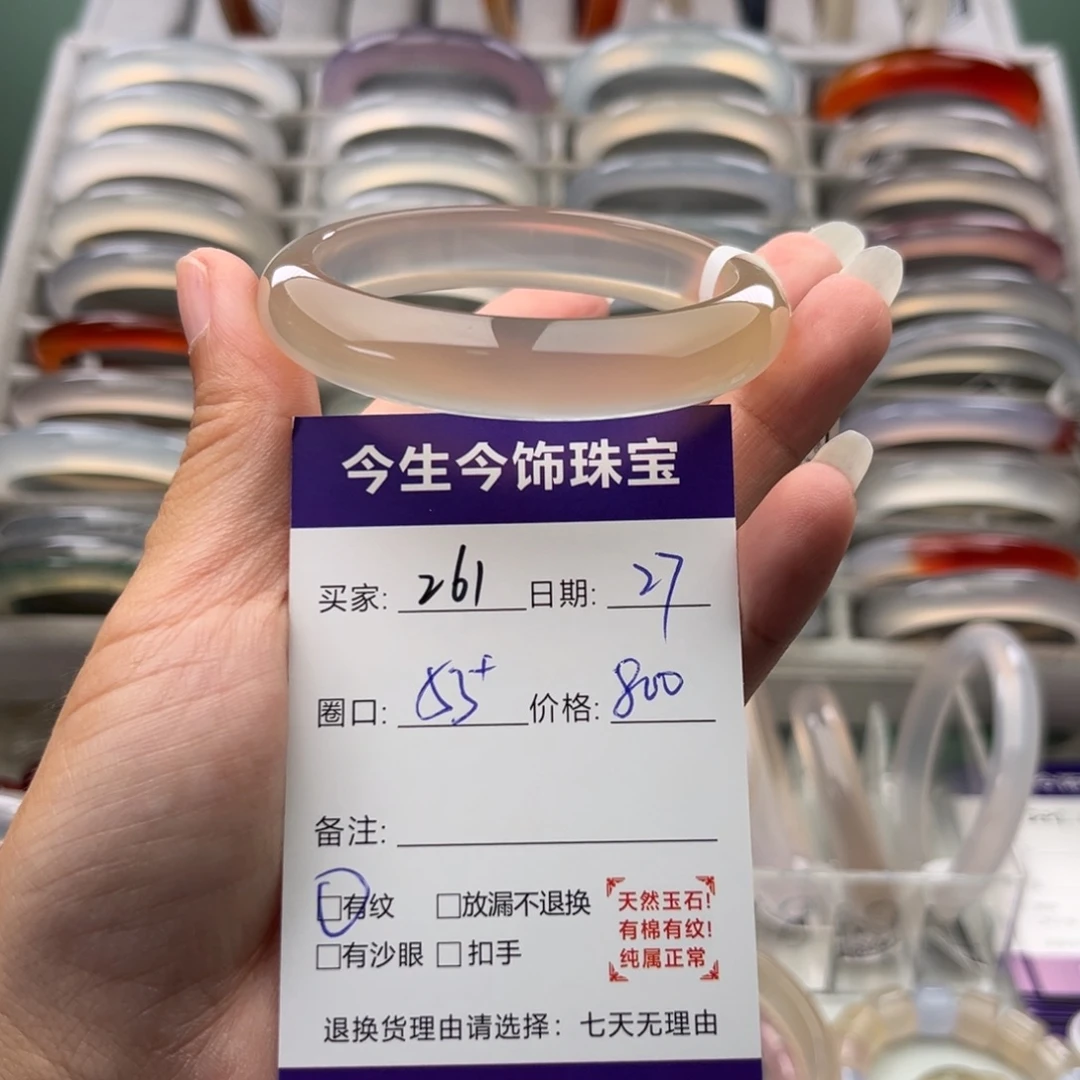 今生今饰珠宝
买家: 261 日期: 27
圈口: 53+ 价格: 800
备注:
□有纹 □放漏不退换
□有沙眼 □扣手
天然玉石!
有棉有纹!
纯属正常
退换货理由请选择：七天无理由